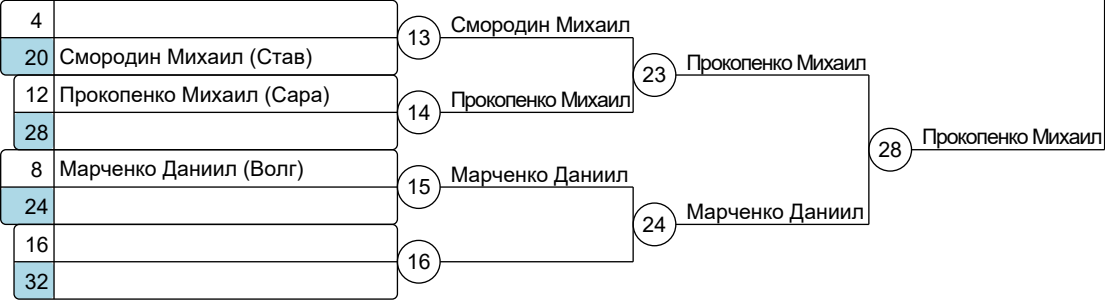 4
20 Смородин Михаил (Став)
13
Смородин Михаил
12 Прокопенко Михаил (Сара)
28
14
Прокопенко Михаил
23
Прокопенко Михаил
8 Марченко Даниил (Волг)
24
15
Марченко Даниил
16
32
16
24
Марченко Даниил
28
Прокопенко Михаил